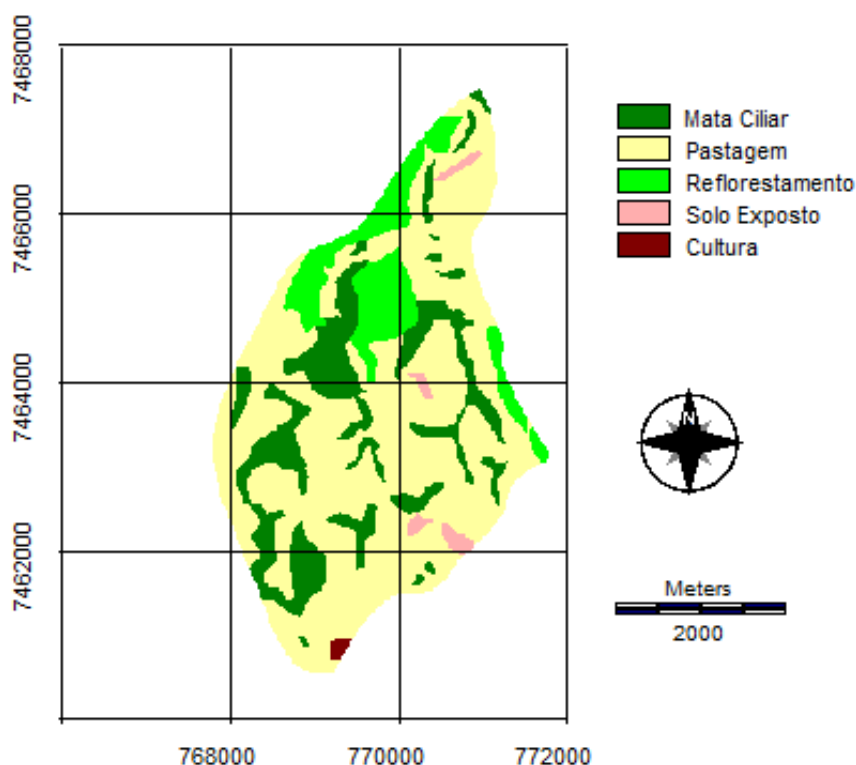 7468000
7466000
7464000
7462000
768000
770000
772000
Mata Ciliar
Pastagem
Reflorestamento
Solo Exposto
Cultura
Meters
2000